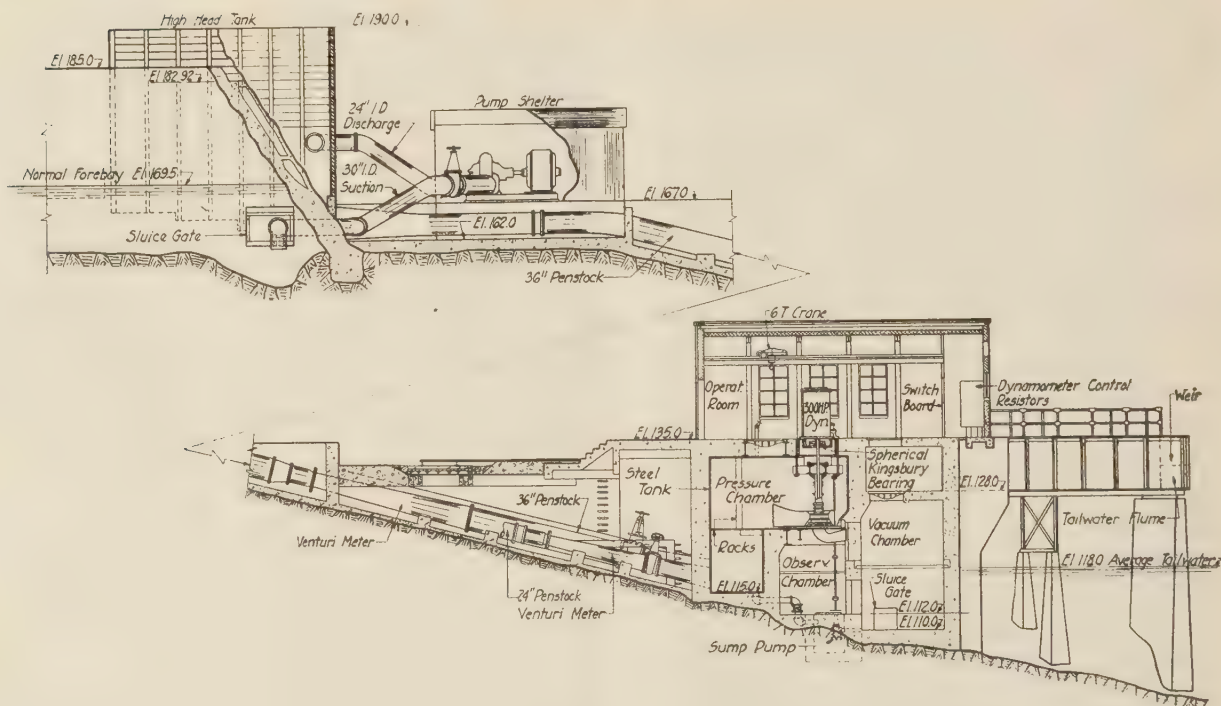 High Head Tank
El. 190.0
El. 185.0
El. 182.92
24" I.D.
Discharge
Pump Shelter
30" I.D.
Suction
Normal Forebay El. 169.5
El. 167.0
Sluice Gate
El. 162.0
36" Penstock
6 T. Crane
Operat.
Room
300 H.P.
Dyn.
Switch
Board
Dynamometer Control
Resistors
Weir
El. 135.0
Steel
Tank
Pressure
Chamber
Spherical
Kingsbury
Bearing
El. 128.0
36" Penstock
Venturi Meter
Racks
Vacuum
Chamber
Tailwater Flume
Observ.
Chamber
El. 118.0 Average Tailwater
24" Penstock
Venturi Meter
El. 115.0
Sluice
Gate
El. 112.0
El. 110.0
Sump Pump